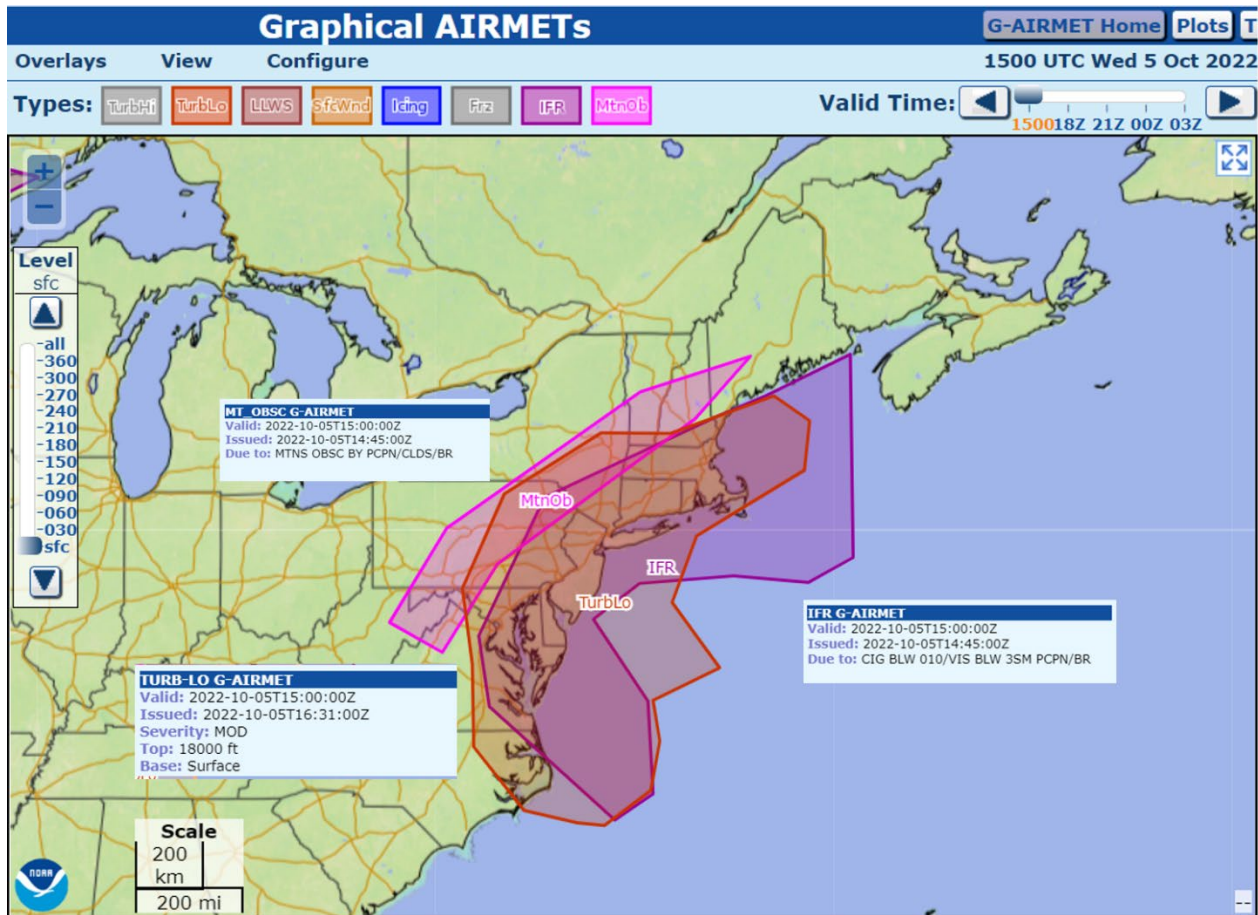 Graphical AIRMETs
G-AIRMET Home Plots T
Overlays View Configure 1500 UTC Wed 5 Oct 2022
Types: TurbHi TurbLo LLWS SfcWnd Icing Frz IFR MtnOb Valid Time:
1500 18Z 21Z 00Z 03Z
+
−
Level
sfc
all
360
300
270
240
210
180
150
120
090
060
030
sfc
MT_OBSC G-AIRMET
Valid: 2022-10-05T15:00:00Z
Issued: 2022-10-05T14:45:00Z
Due to: MTNS OBSC BY PCPN/CLDS/BR
MtnOb
IFR
TurbLo
IFR G-AIRMET
Valid: 2022-10-05T15:00:00Z
Issued: 2022-10-05T14:45:00Z
Due to: CIG BLW 010/VIS BLW 3SM PCPN/BR
TURB-LO G-AIRMET
Valid: 2022-10-05T15:00:00Z
Issued: 2022-10-05T16:31:00Z
Severity: MOD
Top: 18000 ft
Base: Surface
Scale
200
km
200 mi
NOAA
--